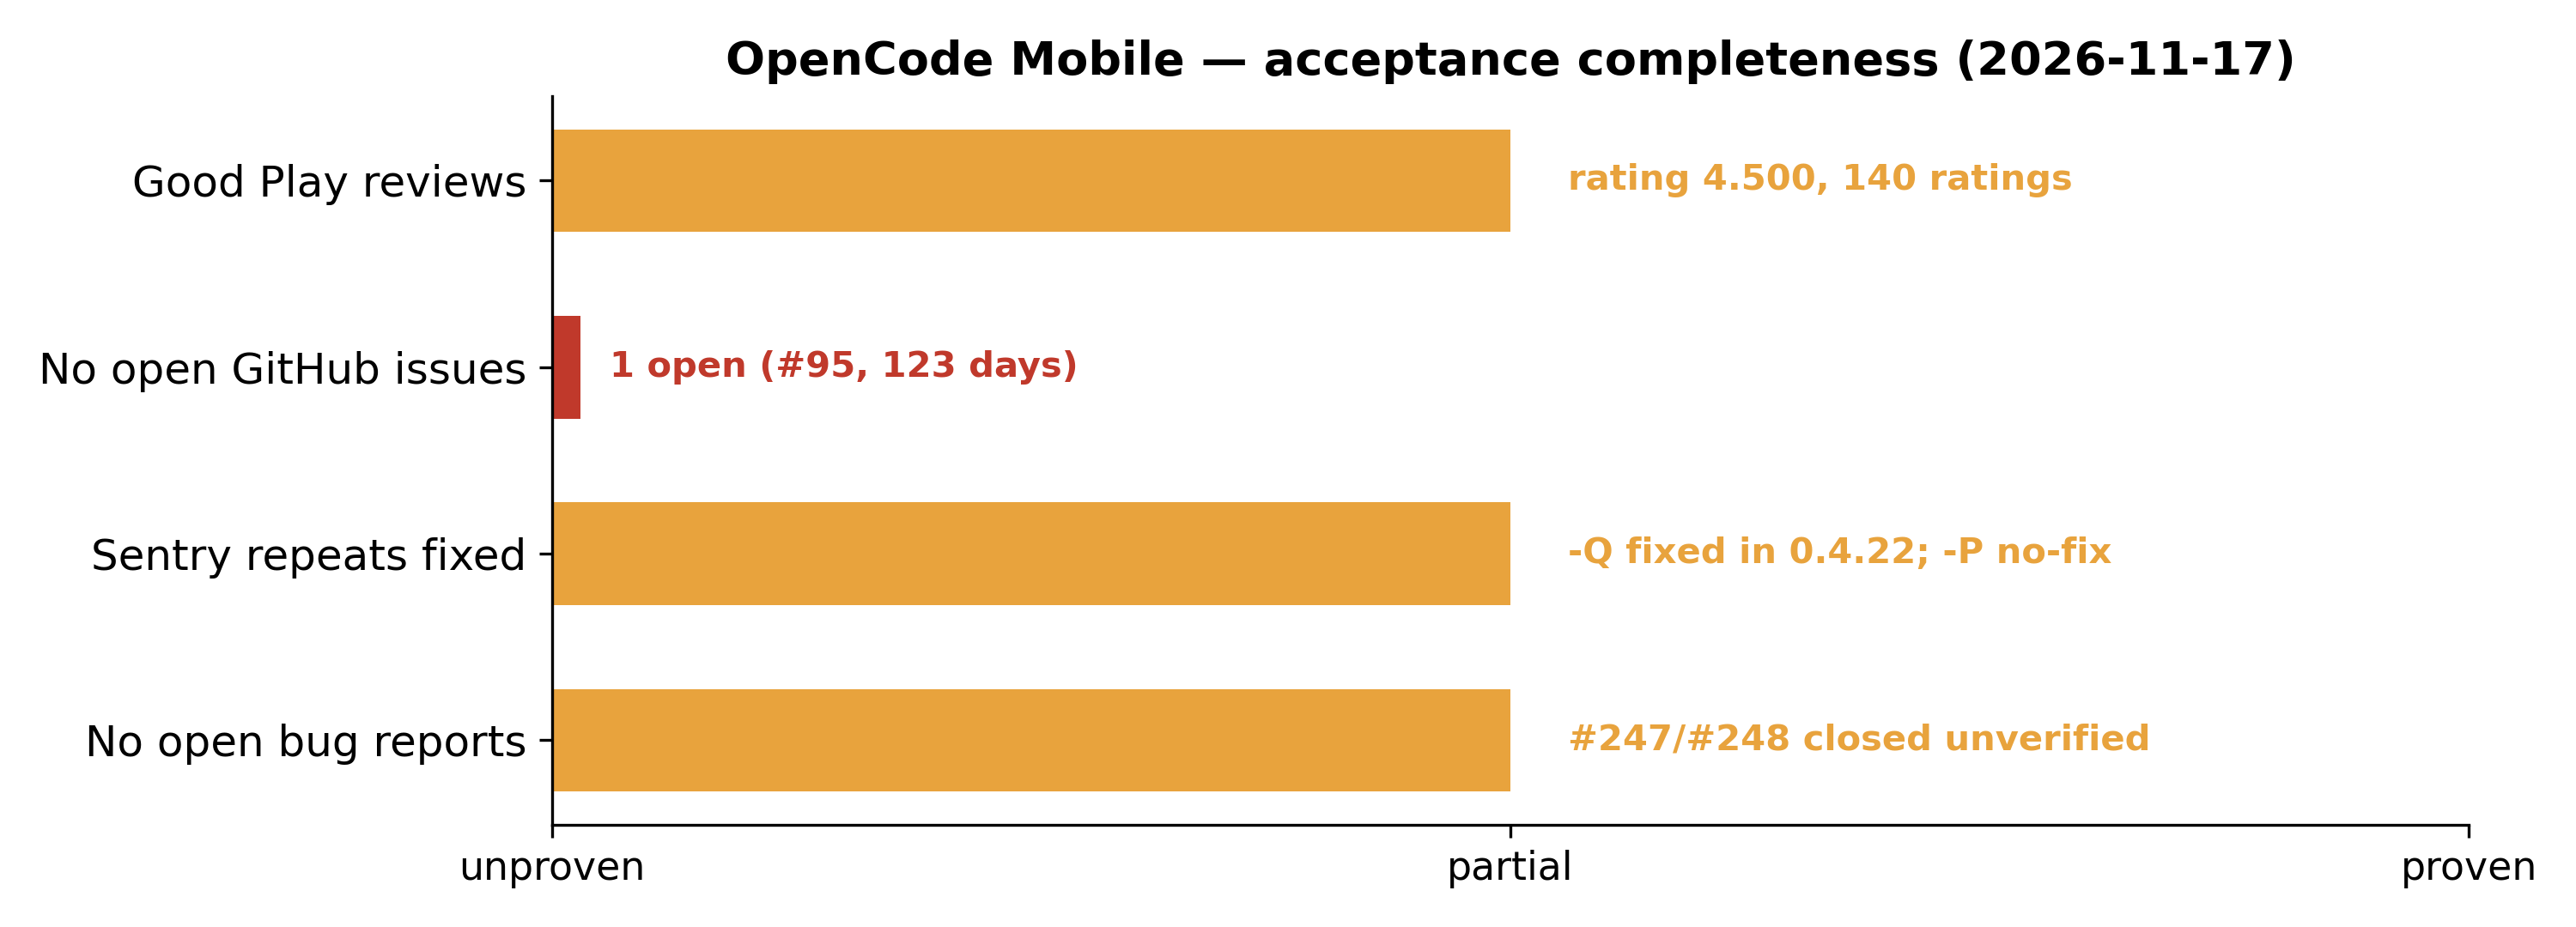 OpenCode Mobile — acceptance completeness (2026-11-17)
Good Play reviews
rating 4.500, 140 ratings
No open GitHub issues
1 open (#95, 123 days)
Sentry repeats fixed
-Q fixed in 0.4.22; -P no-fix
No open bug reports
#247/#248 closed unverified
unproven
partial
proven